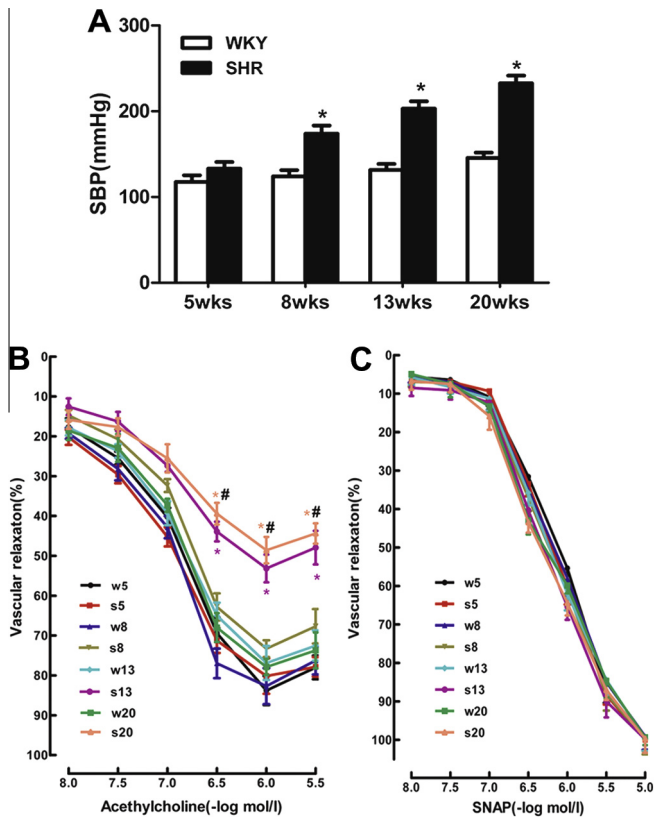 A
WKY
SHR
SBP(mmHg)
300
200
100
0
*
*
*
5wks
8wks
13wks
20wks
B
Vascular relaxaton(%)
0
10
20
30
40
50
60
70
80
90
100
*#
*#
*#
*
*
*
w5
s5
w8
s8
w13
s13
w20
s20
8.0
7.5
7.0
6.5
6.0
5.5
Acethylcholine(-log mol/l)
C
Vascular relaxaton(%)
0
10
20
30
40
50
60
70
80
90
100
w5
s5
w8
s8
w13
s13
w20
s20
8.0
7.5
7.0
6.5
6.0
5.5
5.0
SNAP(-log mol/l)